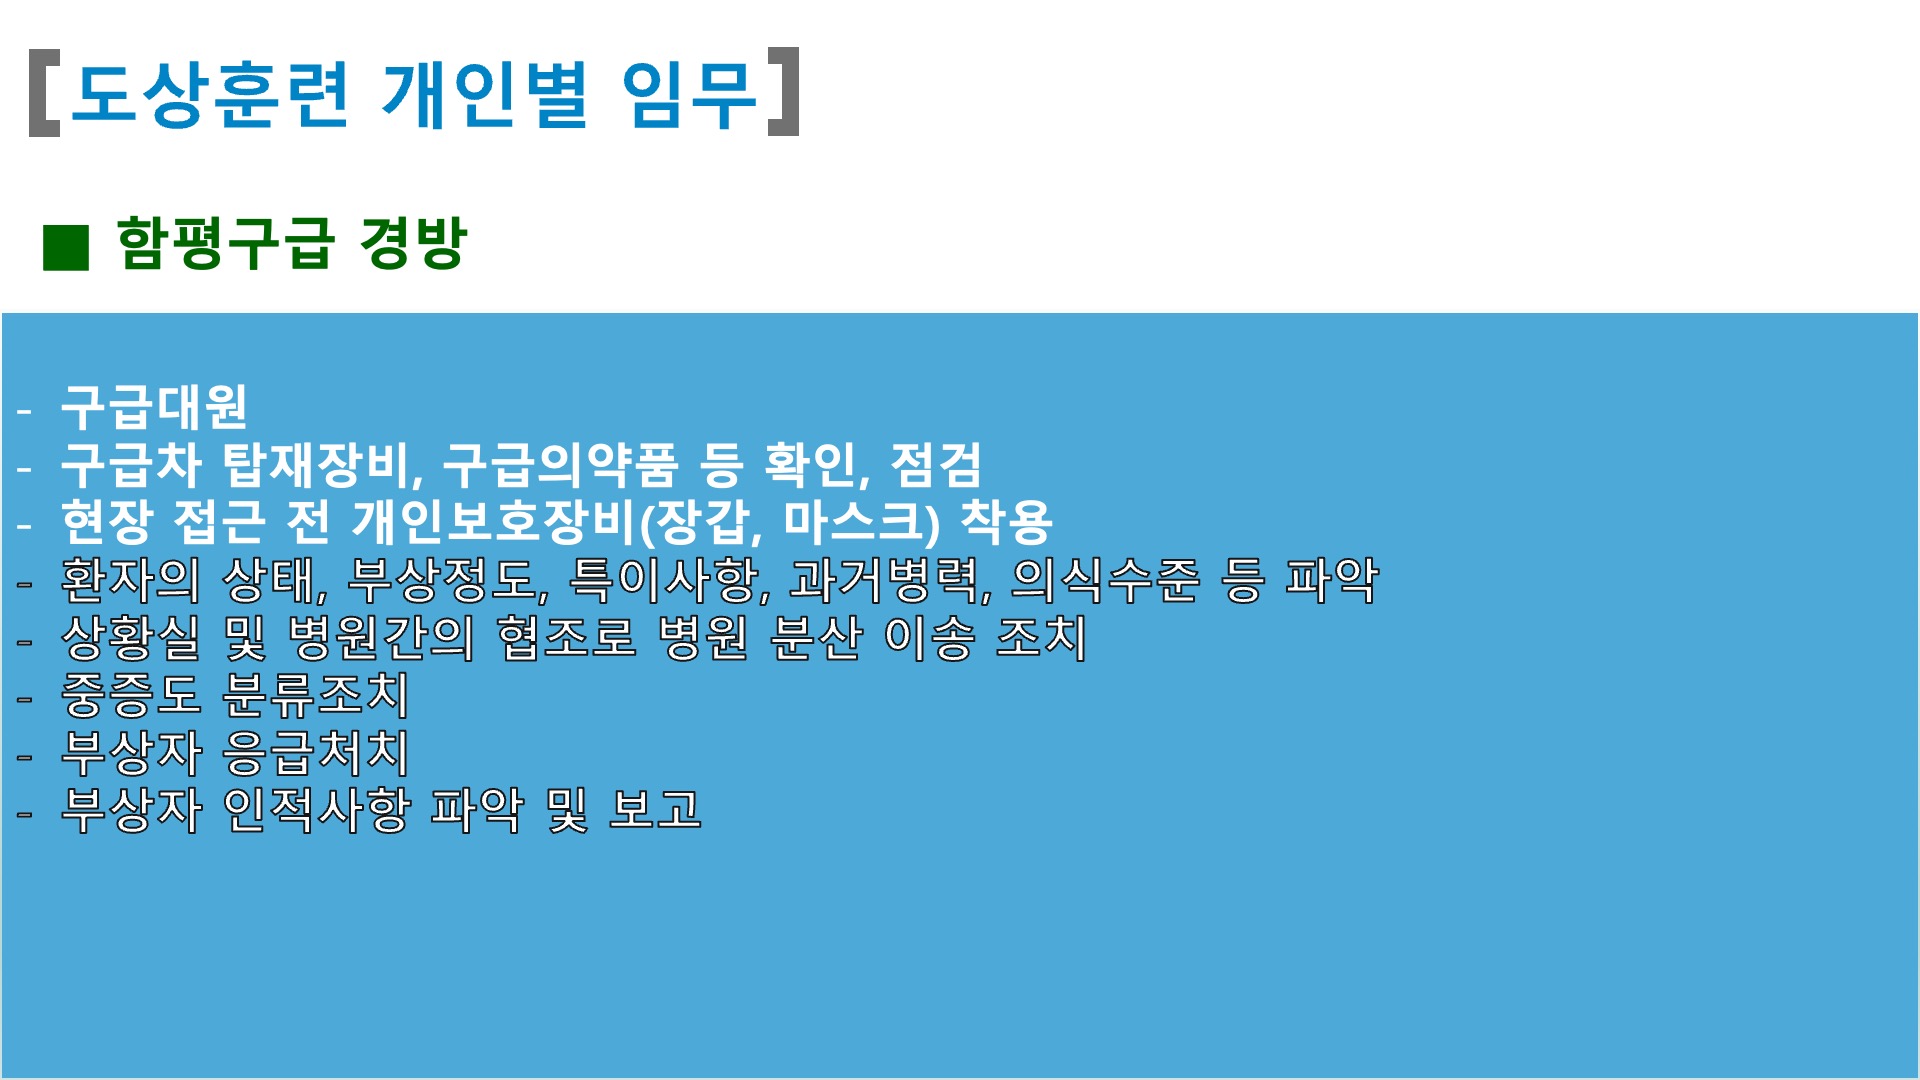 [도상훈련 개인별 임무]
■ 함평구급 경방
- 구급대원
- 구급차 탑재장비, 구급의약품 등 확인, 점검
- 현장 접근 전 개인보호장비(장갑, 마스크) 착용
- 환자의 상태, 부상정도, 특이사항, 과거병력, 의식수준 등 파악
- 상황실 및 병원간의 협조로 병원 분산 이송 조치
- 중증도 분류조치
- 부상자 응급처치
- 부상자 인적사항 파악 및 보고